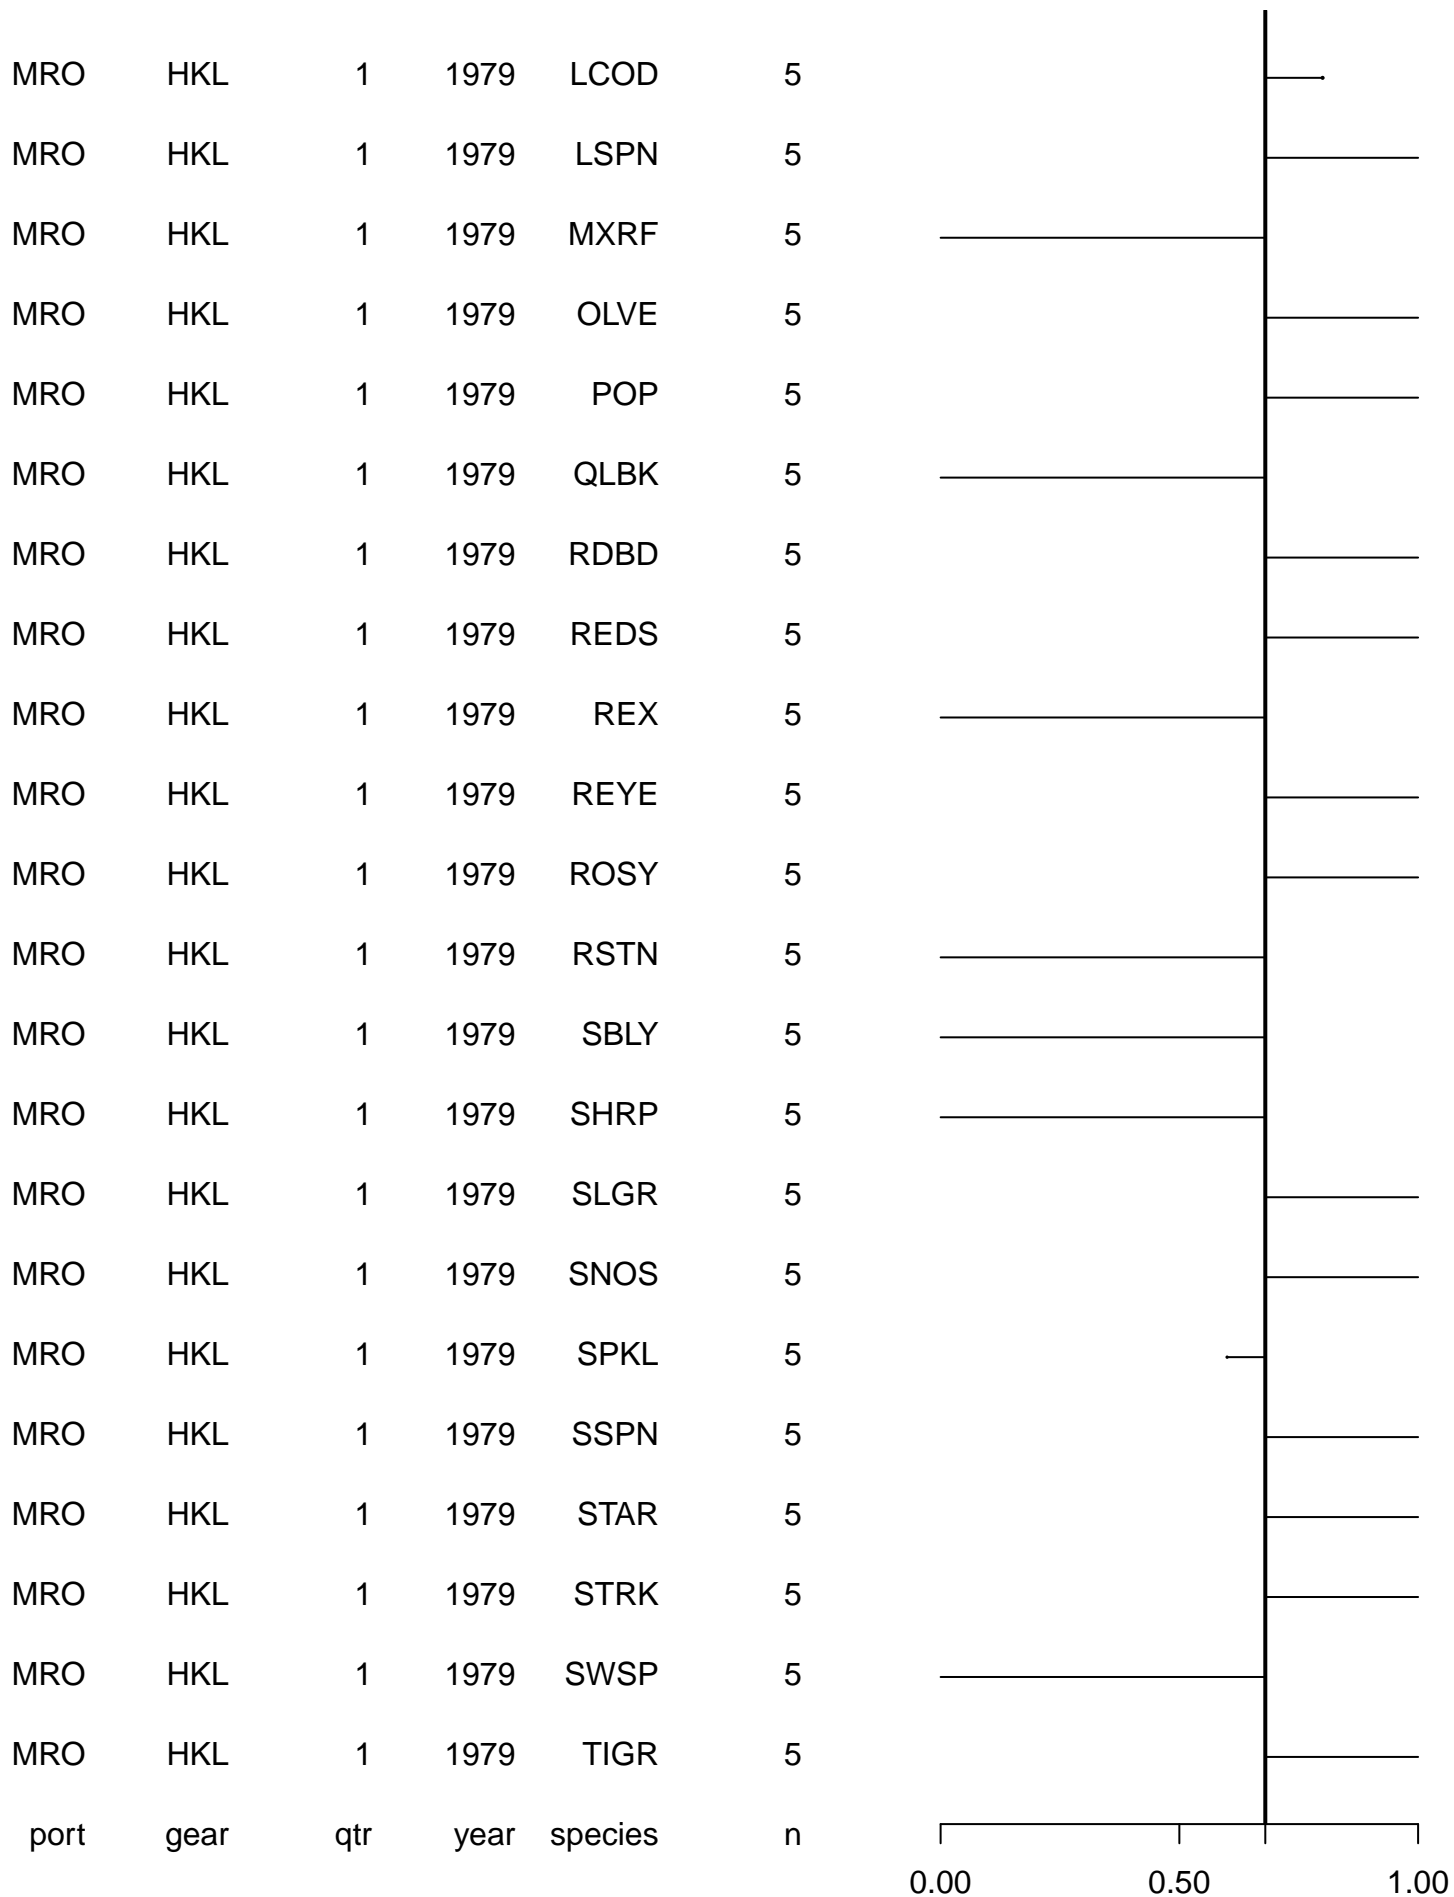 MRO HKL 1 1979 LCOD 5
MRO HKL 1 1979 LSPN 5
MRO HKL 1 1979 MXRF 5
MRO HKL 1 1979 OLVE 5
MRO HKL 1 1979 POP 5
MRO HKL 1 1979 QLBK 5
MRO HKL 1 1979 RDBD 5
MRO HKL 1 1979 REDS 5
MRO HKL 1 1979 REX 5
MRO HKL 1 1979 REYE 5
MRO HKL 1 1979 ROSY 5
MRO HKL 1 1979 RSTN 5
MRO HKL 1 1979 SBLY 5
MRO HKL 1 1979 SHRP 5
MRO HKL 1 1979 SLGR 5
MRO HKL 1 1979 SNOS 5
MRO HKL 1 1979 SPKL 5
MRO HKL 1 1979 SSPN 5
MRO HKL 1 1979 STAR 5
MRO HKL 1 1979 STRK 5
MRO HKL 1 1979 SWSP 5
MRO HKL 1 1979 TIGR 5
port gear qtr year species n
0.00 0.50 1.00